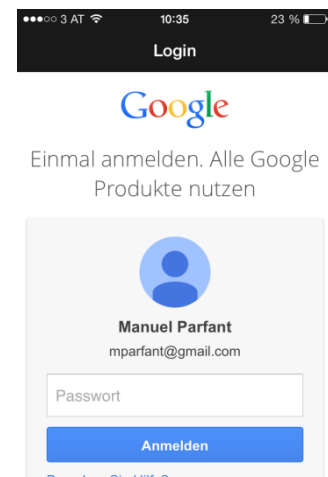 3 AT 10:35 23 %
Login
Google
Einmal anmelden. Alle Google
Produkte nutzen
Manuel Parfant
mparfant@gmail.com
Passwort
Anmelden